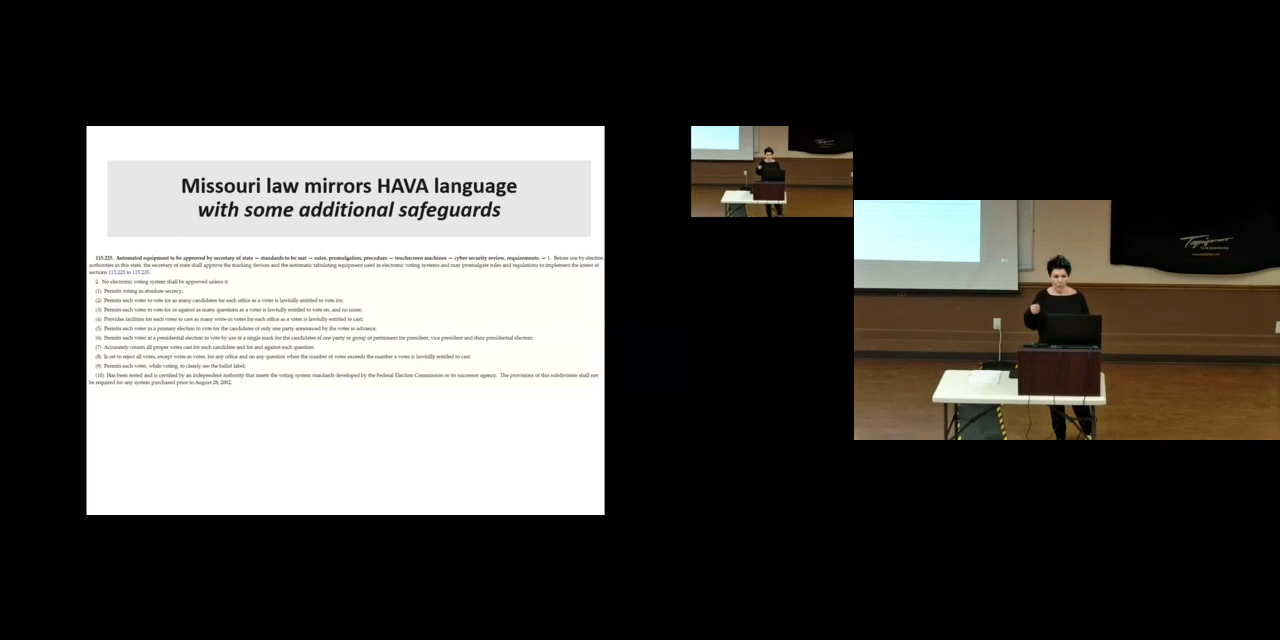 Missouri law mirrors HAVA language
with some additional safeguards
115.225. Automated equipment to be approved by secretary of state — standards to be met — rules, promulgation, procedure — touchscreen machines — cyber security review, requirements. — 1. Before use by election
authorities in this state, the secretary of state shall approve the marking devices and the automatic tabulating equipment used in electronic voting systems and may promulgate rules and regulations to implement the intent of
sections 115.225 to 115.235.
2. No electronic voting system shall be approved unless it:
(1) Permits voting in absolute secrecy;
(2) Permits each voter to vote for as many candidates for each office as a voter is lawfully entitled to vote for;
(3) Permits each voter to vote for or against as many questions as a voter is lawfully entitled to vote on, and no more;
(4) Provides facilities for each voter to cast as many write-in votes for each office as a voter is lawfully entitled to cast;
(5) Permits each voter in a primary election to vote for the candidates of only one party announced by the voter in advance;
(6) Permits each voter at a presidential election to vote by use of a single mark for the candidates of one party or group of petitioners for president, vice president and their presidential electors;
(7) Accurately counts all proper votes cast for each candidate and for and against each question;
(8) Is set to reject all votes, except write-in votes, for any office and on any question when the number of votes exceeds the number a voter is lawfully entitled to cast;
(9) Permits each voter, while voting, to clearly see the ballot label;
(10) Has been tested and is certified by an independent authority that meets the voting system standards developed by the Federal Election Commission or its successor agency. The provisions of this subdivision shall not
be required for any system purchased prior to August 28, 2002.